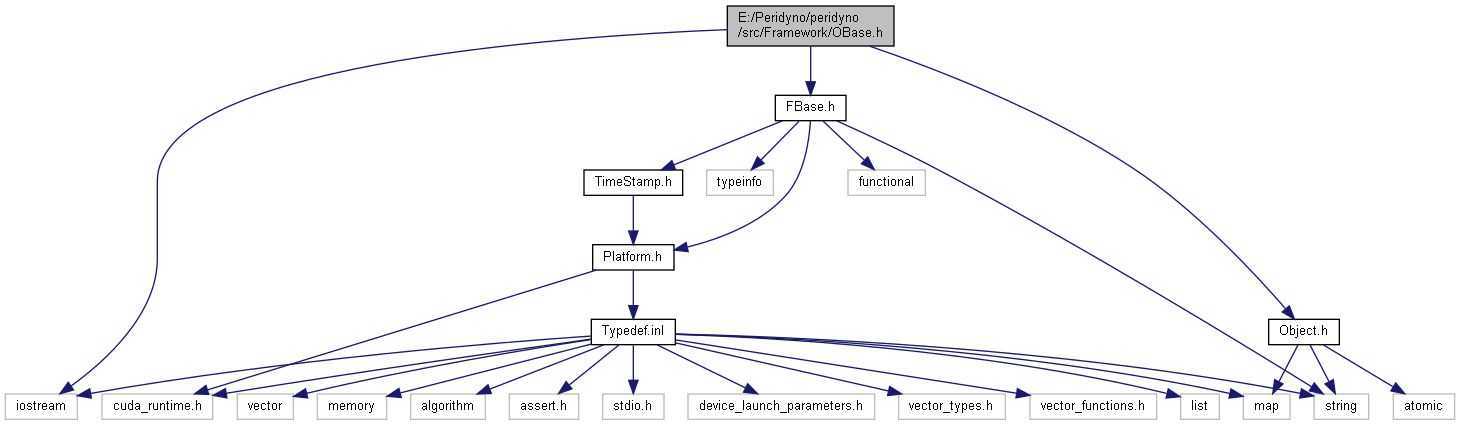 E:/Peridyno/peridyno
/src/Framework/OBase.h
FBase.h
TimeStamp.h
typeinfo
functional
Platform.h
Typedef.inl
Object.h
iostream
cuda_runtime.h
vector
memory
algorithm
assert.h
stdio.h
device_launch_parameters.h
vector_types.h
vector_functions.h
list
map
string
atomic